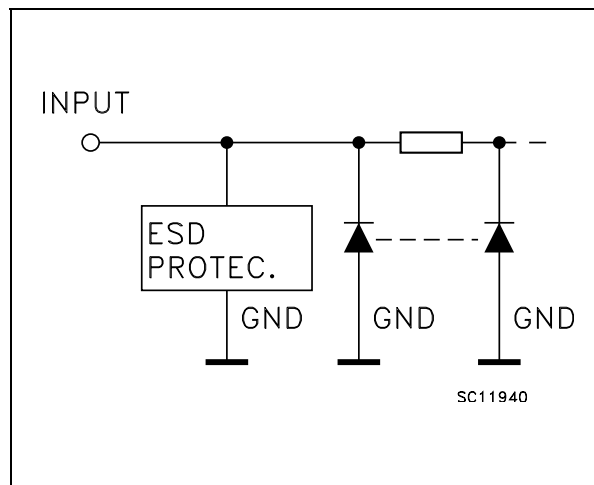 INPUT
ESD
PROTEC.
GND
GND
GND
SC11940